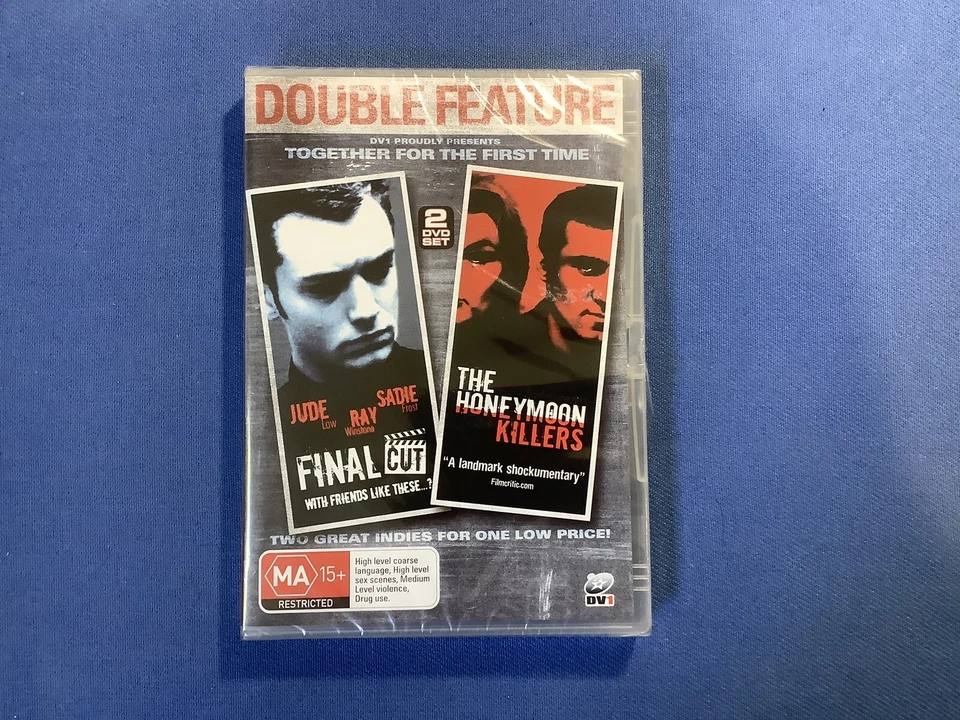 DOUBLE FEATURE
DV1 PROUDLY PRESENTS
TOGETHER FOR THE FIRST TIME
2
DVD
SET
JUDE
Law
RAY
Winstone
SADIE
Frost
FINAL CUT
WITH FRIENDS LIKE THESE...?
THE
HONEYMOON
KILLERS
“A landmark shockumentary”
Filmcritic.com
TWO GREAT INDIES FOR ONE LOW PRICE!
MA 15+
RESTRICTED
High level coarse
language, High level
sex scenes, Medium
Level violence,
Drug use.
DV1